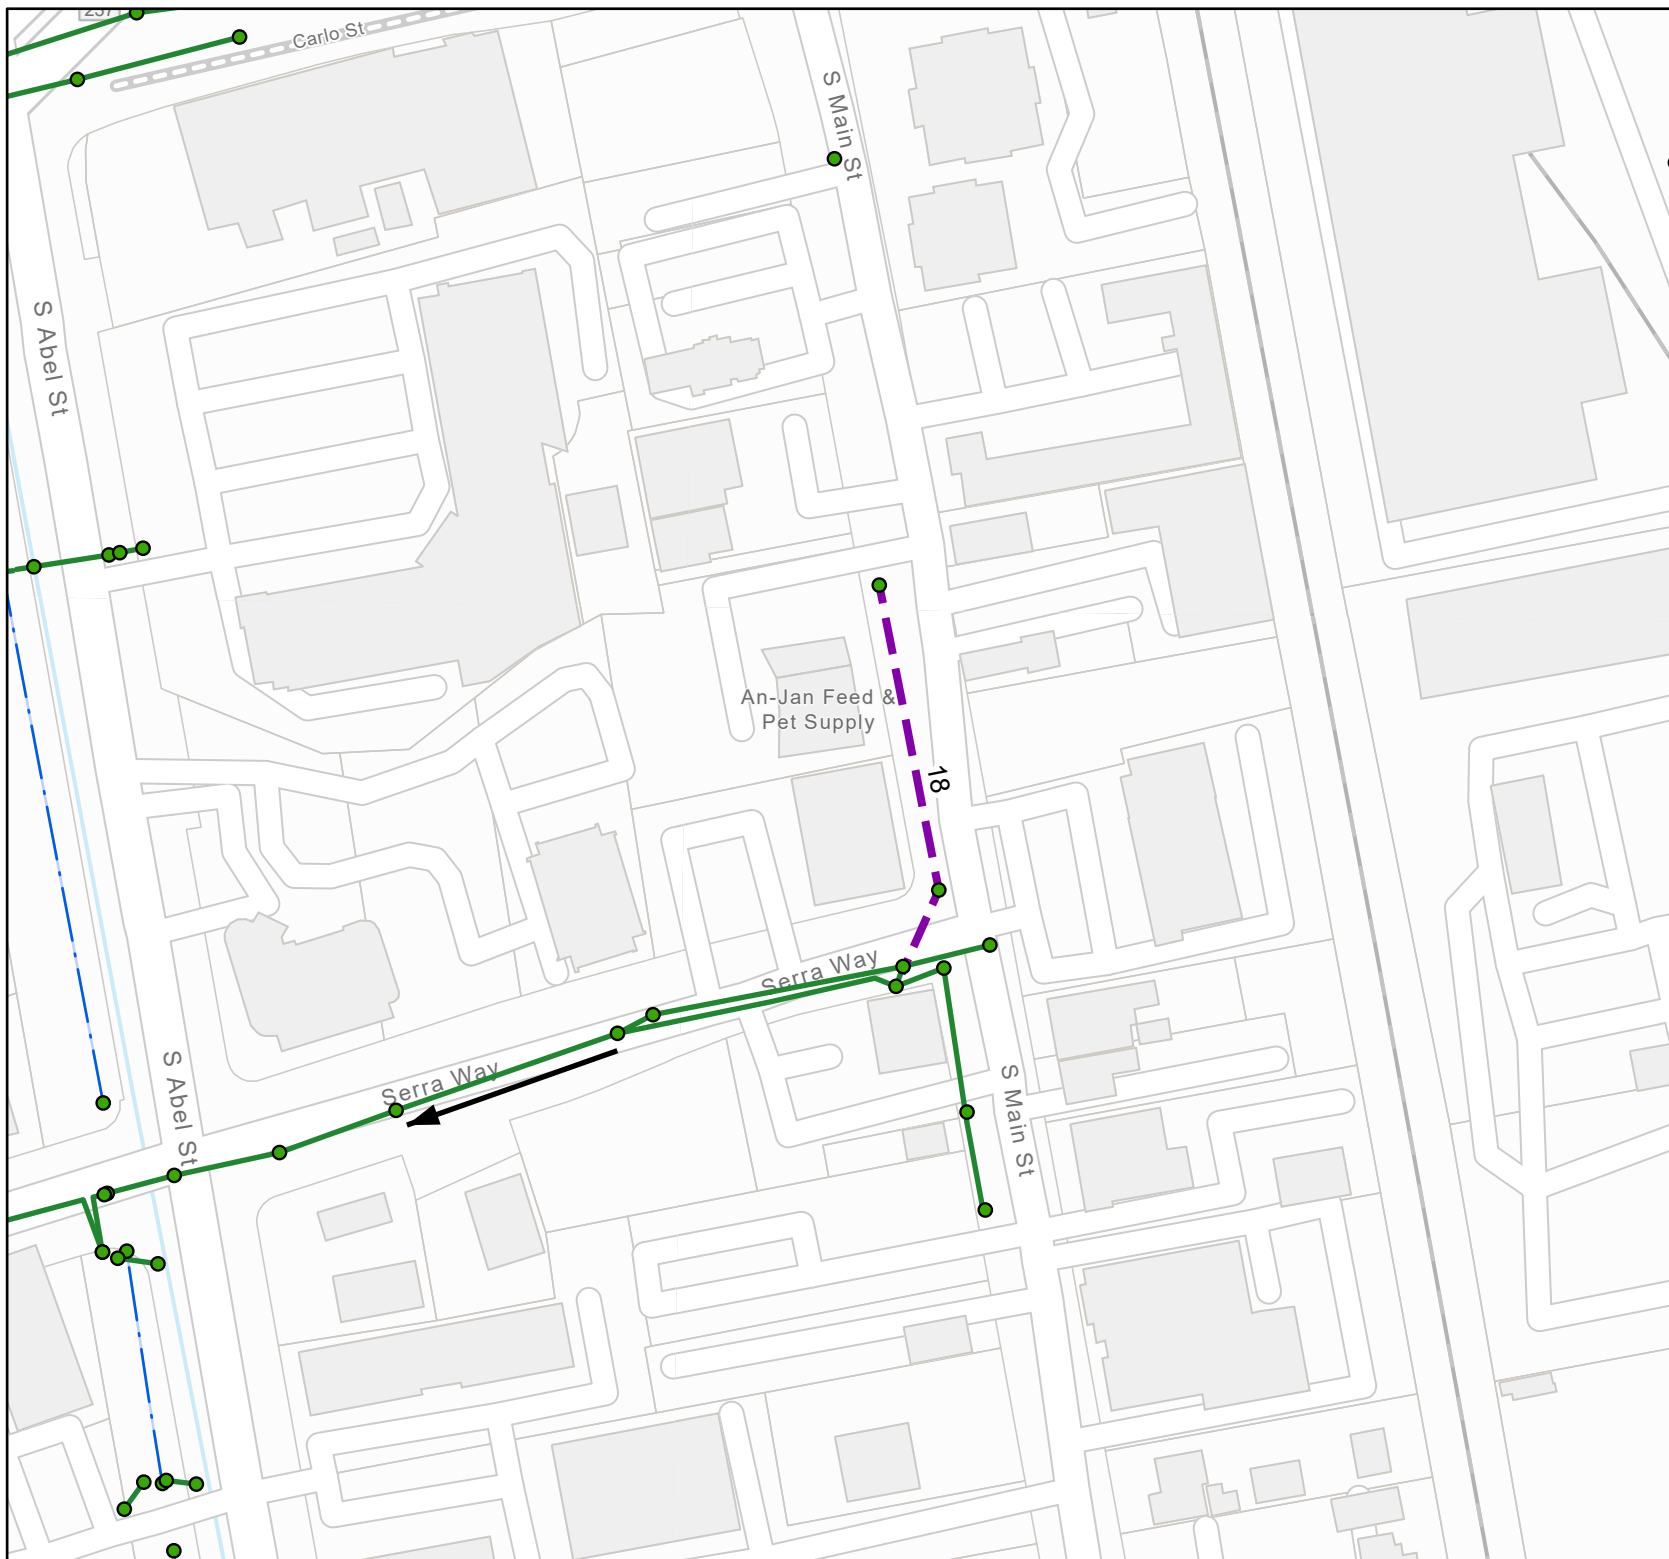 237
Carlo St
S Main St
S Abel St
An-Jan Feed &
Pet Supply
18
Serra Way
Serra Way
S Abel St
S Main St